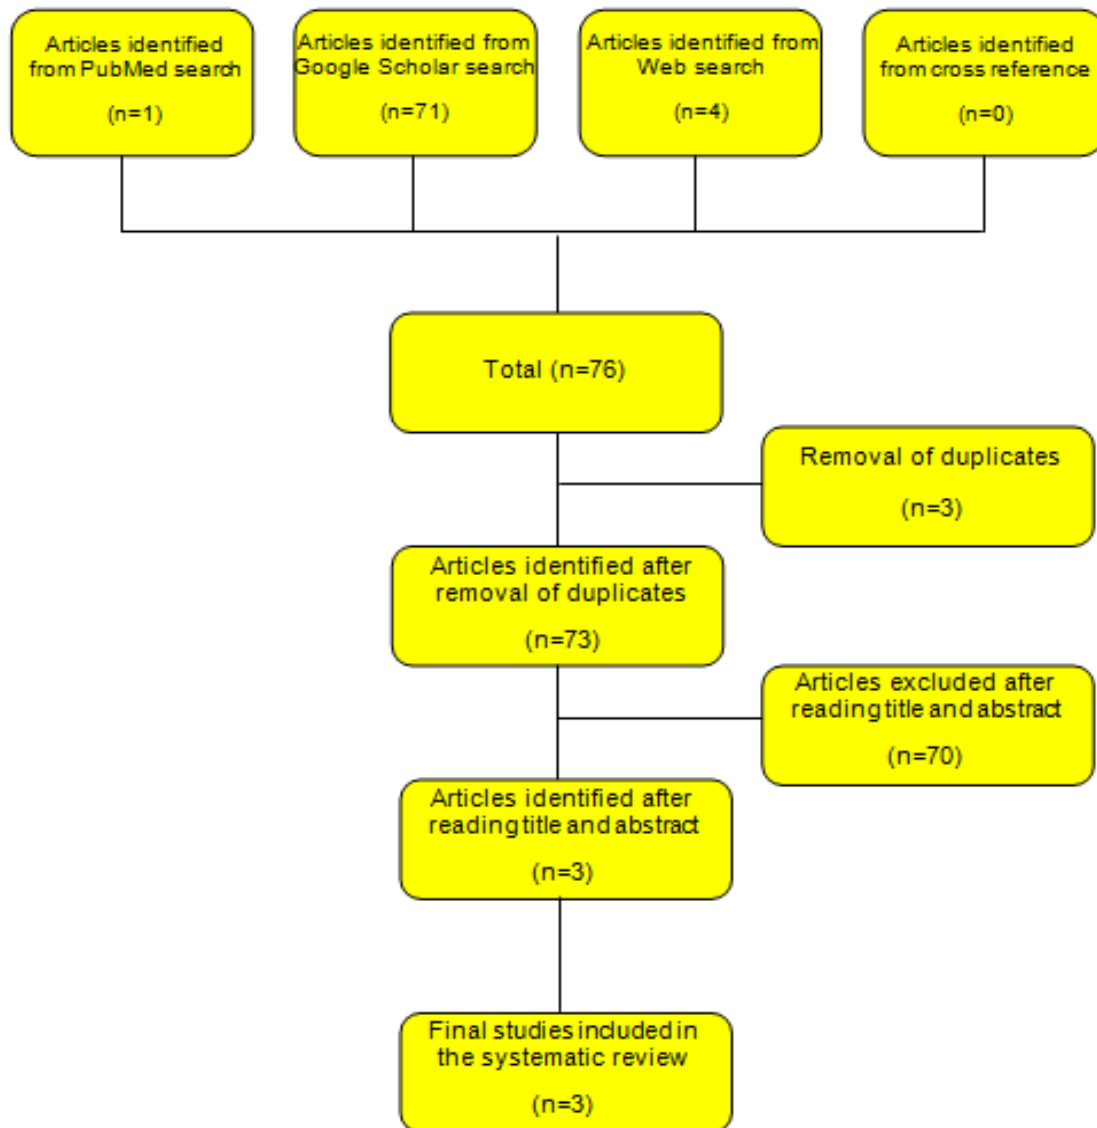 Articles identified
from PubMed search
(n=1)
Articles identified from
Google Scholar search
(n=71)
Articles identified from
Web search
(n=4)
Articles identified
from cross reference
(n=0)
Total (n=76)
Removal of duplicates
(n=3)
Articles identified after
removal of duplicates
(n=73)
Articles excluded after
reading title and abstract
(n=70)
Articles identified after
reading title and abstract
(n=3)
Final studies included in
the systematic review
(n=3)